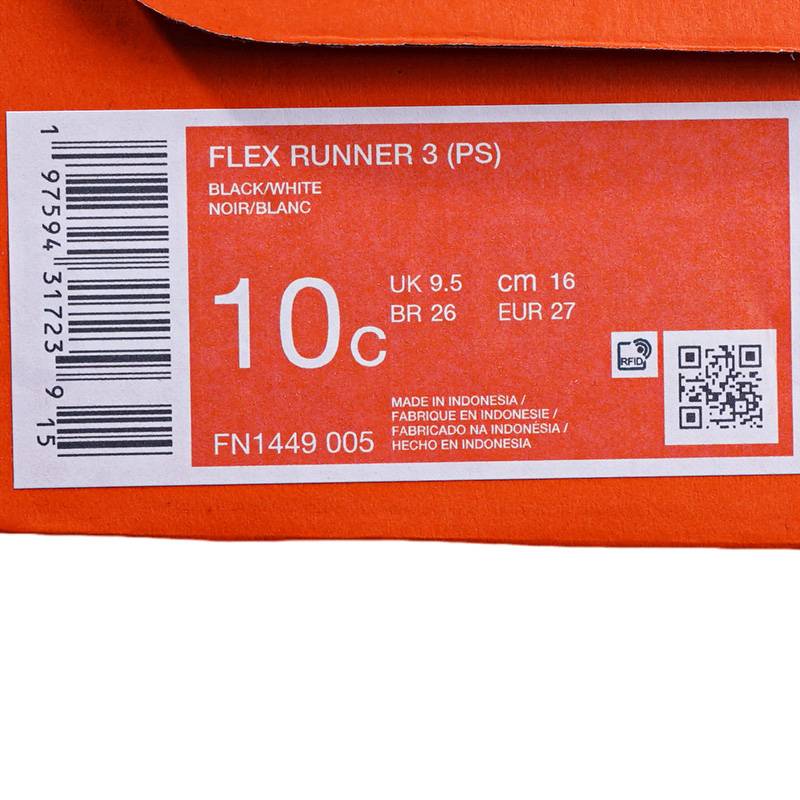 1 97594 31723 9 15
FLEX RUNNER 3 (PS)
BLACK/WHITE
NOIR/BLANC
10C
UK 9.5 cm 16
BR 26 EUR 27
RFID
MADE IN INDONESIA /
FABRIQUE EN INDONESIE /
FABRICADO NA INDONÉSIA /
HECHO EN INDONESIA
FN1449 005